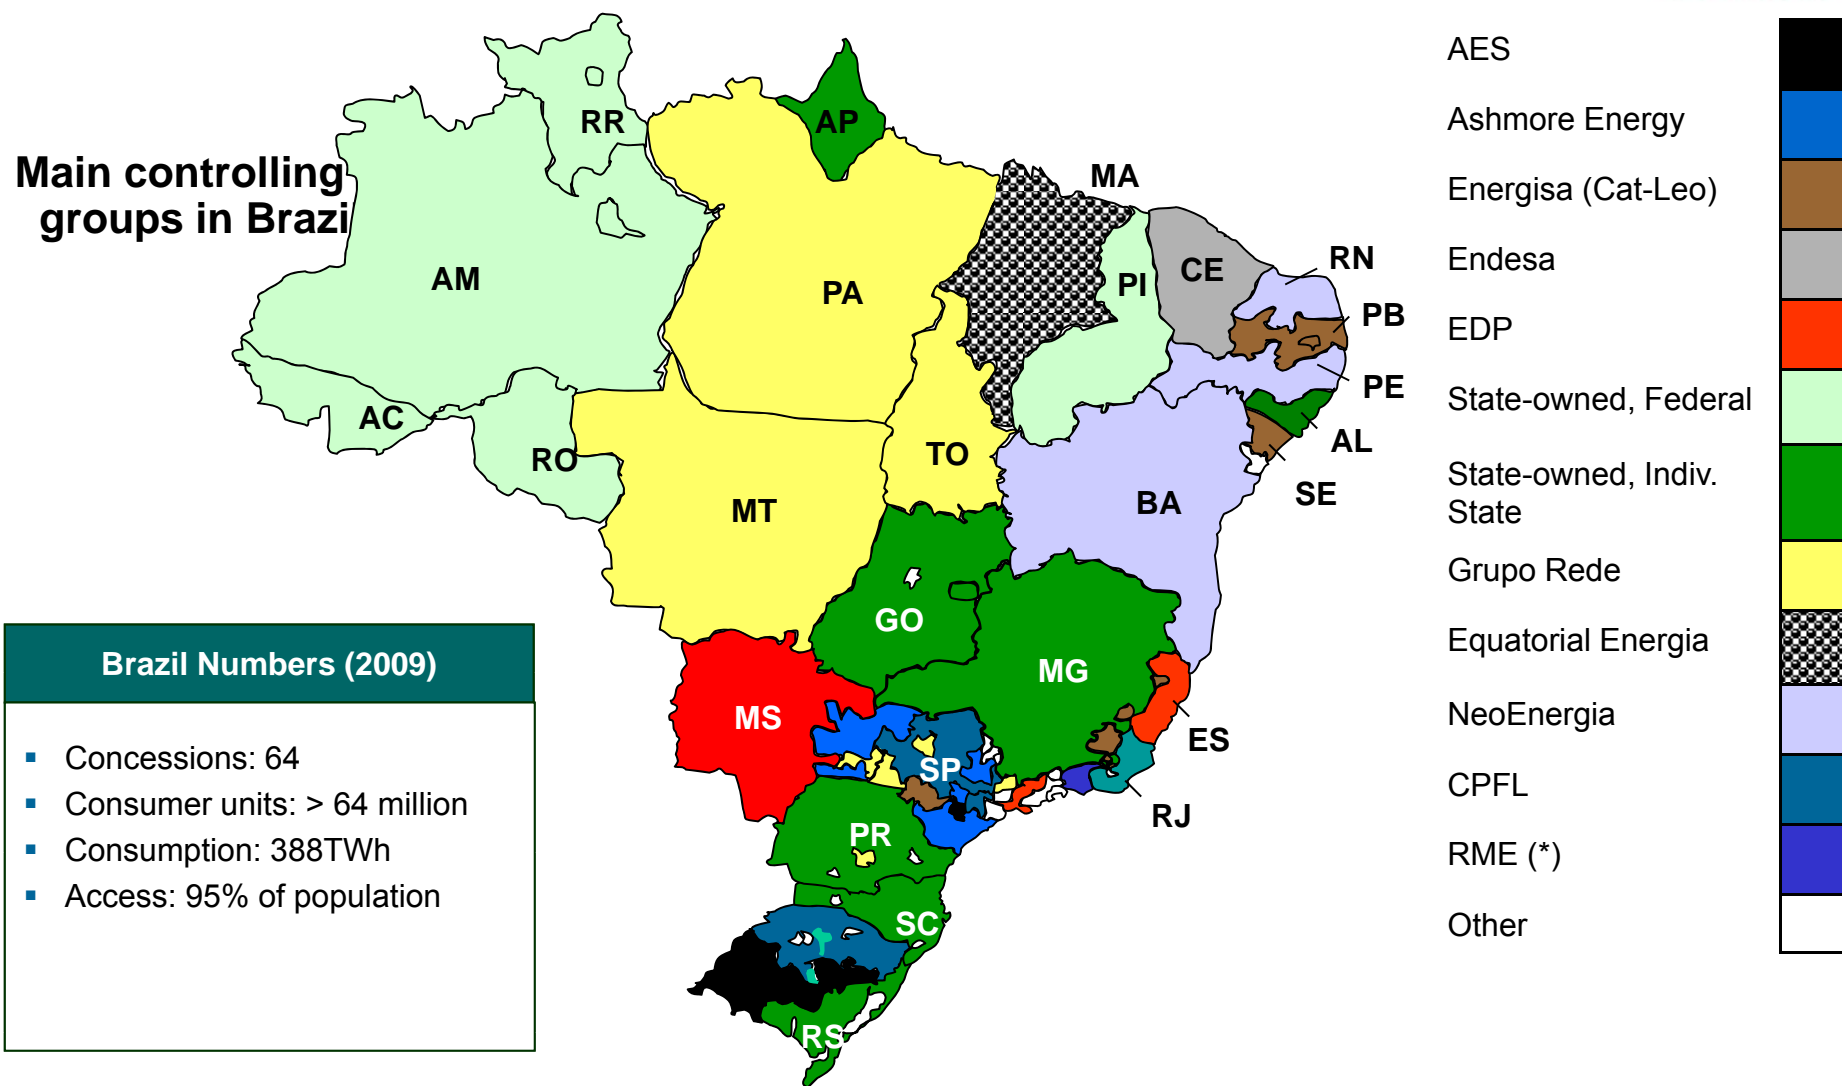 Main controlling
groups in Brazi
RR
AP
MA
AM
PA
PI
CE
RN
PB
PE
AL
SE
AC
RO
TO
MT
BA
GO
MG
MS
ES
SP
RJ
PR
SC
RS
Brazil Numbers (2009)
Concessions: 64
Consumer units: > 64 million
Consumption: 388TWh
Access: 95% of population
AES
Ashmore Energy
Energisa (Cat-Leo)
Endesa
EDP
State-owned, Federal
State-owned, Indiv.
State
Grupo Rede
Equatorial Energia
NeoEnergia
CPFL
RME (*)
Other